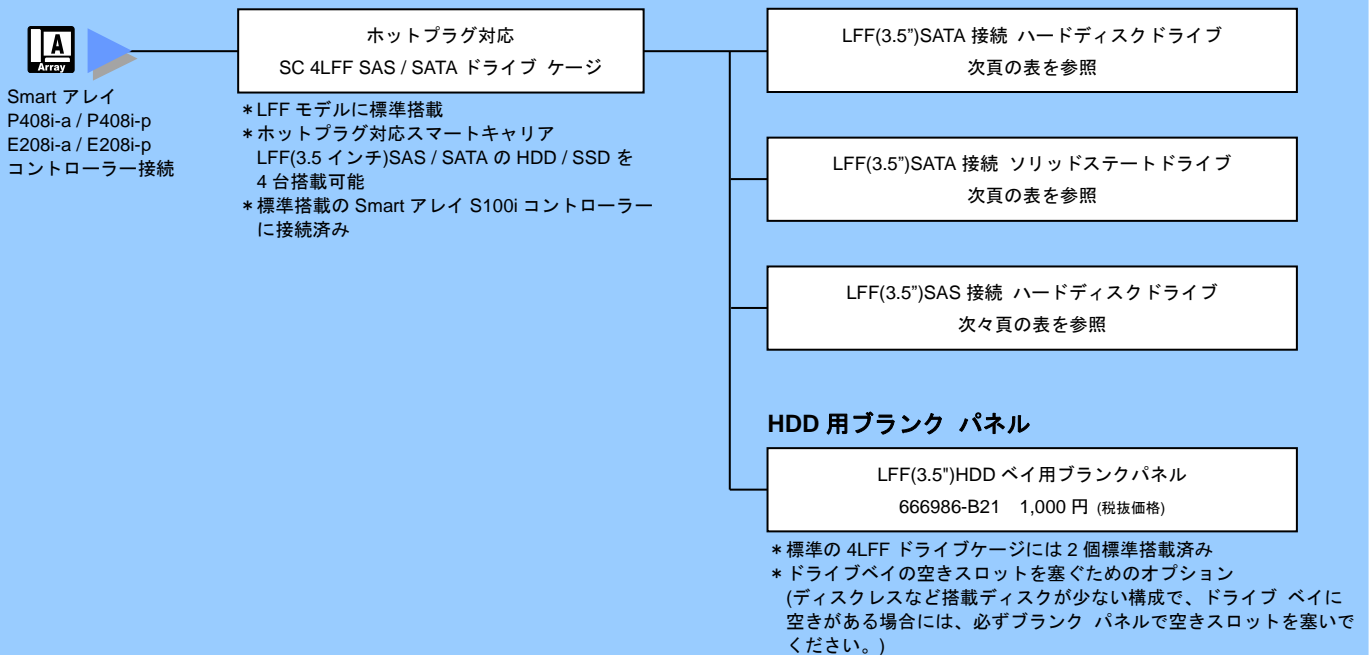 A
Array
Smart アレイ
P408i-a / P408i-p
E208i-a / E208i-p
コントローラー接続
ホットプラグ対応
SC 4LFF SAS / SATA ドライブ ケージ
＊LFF モデルに標準搭載
＊ホットプラグ対応スマートキャリア
LFF(3.5 インチ)SAS / SATA の HDD / SSD を
4 台搭載可能
＊標準搭載の Smart アレイ S100i コントローラー
に接続済み
LFF(3.5”)SATA 接続 ハードディスクドライブ
次頁の表を参照
LFF(3.5”)SATA 接続 ソリッドステートドライブ
次頁の表を参照
LFF(3.5”)SAS 接続 ハードディスクドライブ
次々頁の表を参照
HDD 用ブランク パネル
LFF(3.5")HDD ベイ用ブランクパネル
666986-B21 1,000 円 (税抜価格)
＊標準の 4LFF ドライブケージには 2 個標準搭載済み
＊ドライブベイの空きスロットを塞ぐためのオプション
(ディスクレスなど搭載ディスクが少ない構成で、ドライブ ベイに
空きがある場合には、必ずブランク パネルで空きスロットを塞いで
ください。)